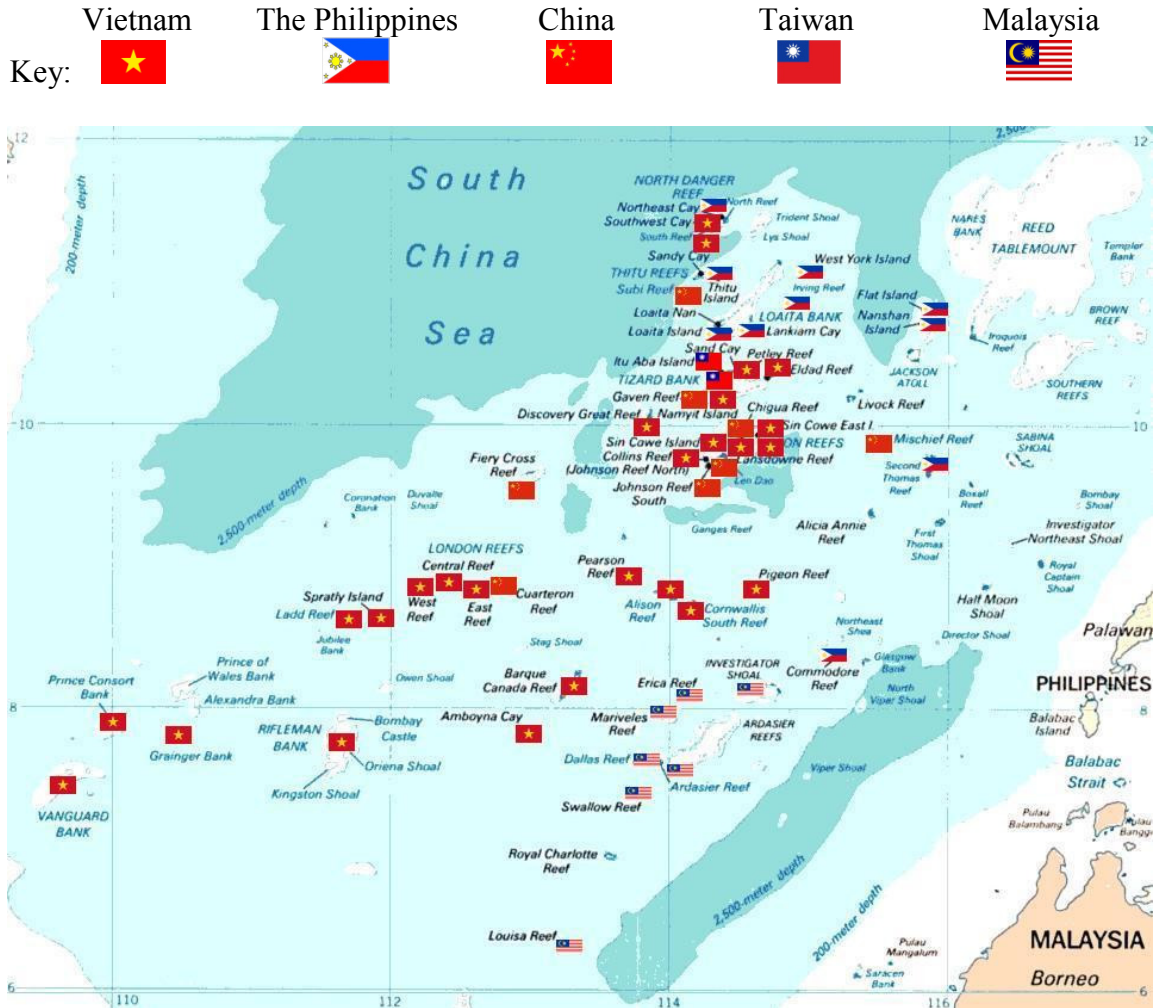 Vietnam The Philippines China Taiwan Malaysia
Key:
12
2,500-
12
South
China
Sea
200-meter depth
NORTH DANGER
REEF
Northeast Cay
North Reef
Southwest Cay
South Reef
Trident Shoal
Lys Shoal
Sandy Cay
THITU REEFS
Thitu
Island
Subi Reef
West York Island
Irving Reef
NARES
BANK
REED
TABLEMOUNT
Templer
Bank
Flat Island
Nanshan
Island
BROWN
REEF
Iroquois
Reef
Loaita Nan
LOAITA BANK
Loaita Island
Lankiam Cay
Sand Cay
Petley Reef
Itu Aba Island
Eldad Reef
TIZARD BANK
JACKSON
ATOLL
SOUTHERN
REEFS
Gaven Reef
Livock Reef
Discovery Great Reef
Namyit Island
Chigua Reef
10
10
Sin Cowe East I.
Sin Cowe Island
ON REEFS
Mischief Reef
SABINA
SHOAL
Collins Reef
Lansdowne Reef
(Johnson Reef North)
Len Dao
Second
Thomas
Reef
Fiery Cross
Reef
Johnson Reef
South
Boxall
Reef
Bombay
Shoal
2,500-meter depth
Coronation
Bank
Duvalle
Shoal
Ganges Reef
Alicia Annie
Reef
First
Thomas
Shoal
Investigator
Northeast Shoal
LONDON REEFS
Central Reef
Pearson
Reef
Pigeon Reef
Royal
Captain
Shoal
Spratly Island
West
Reef
East
Reef
Cuarteron
Reef
Alison
Reef
Cornwallis
South Reef
Half Moon
Shoal
Ladd Reef
Jubilee
Bank
Stag Shoal
Northeast
Shea
Director Shoal
Palawan
Prince of
Wales Bank
Owen Shoal
Barque
Canada Reef
Erica Reef
INVESTIGATOR
SHOAL
Commodore
Reef
Glasgow
Bank
Prince Consort
Bank
Alexandra Bank
North
Viper Shoal
PHILIPPINES
8
Amboyna Cay
Mariveles
Reef
ARDASIER
REEFS
Balabac
Island
RIFLEMAN
BANK
Bombay
Castle
Grainger Bank
Oriena Shoal
Dallas Reef
Ardasier Reef
Viper Shoal
Balabac
Strait
Kingston Shoal
VANGUARD
BANK
Swallow Reef
Pulau
Balambang
Pulau
Banggi
Royal Charlotte
Reef
2,500-meter depth
200-meter depth
Louisa Reef
Pulau
Mangalum
MALAYSIA
Saracen
Bank
Borneo
6
110
112
114
116
6